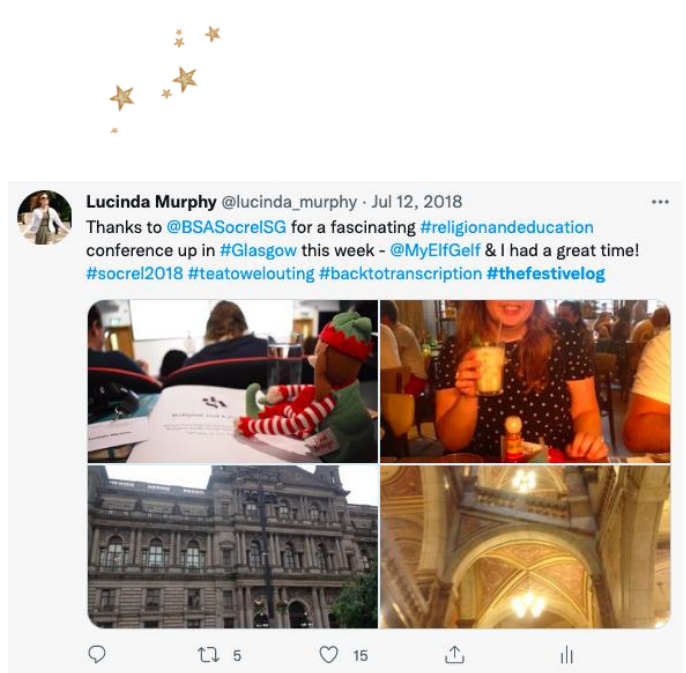 Lucinda Murphy @lucinda_murphy · Jul 12, 2018
Thanks to @BSASocrelSG for a fascinating #religionandeducation
conference up in #Glasgow this week - @MyElfGelf & I had a great time!
#socrel2018 #teatowelouting #backtotranscription #thefestivelog
5
15